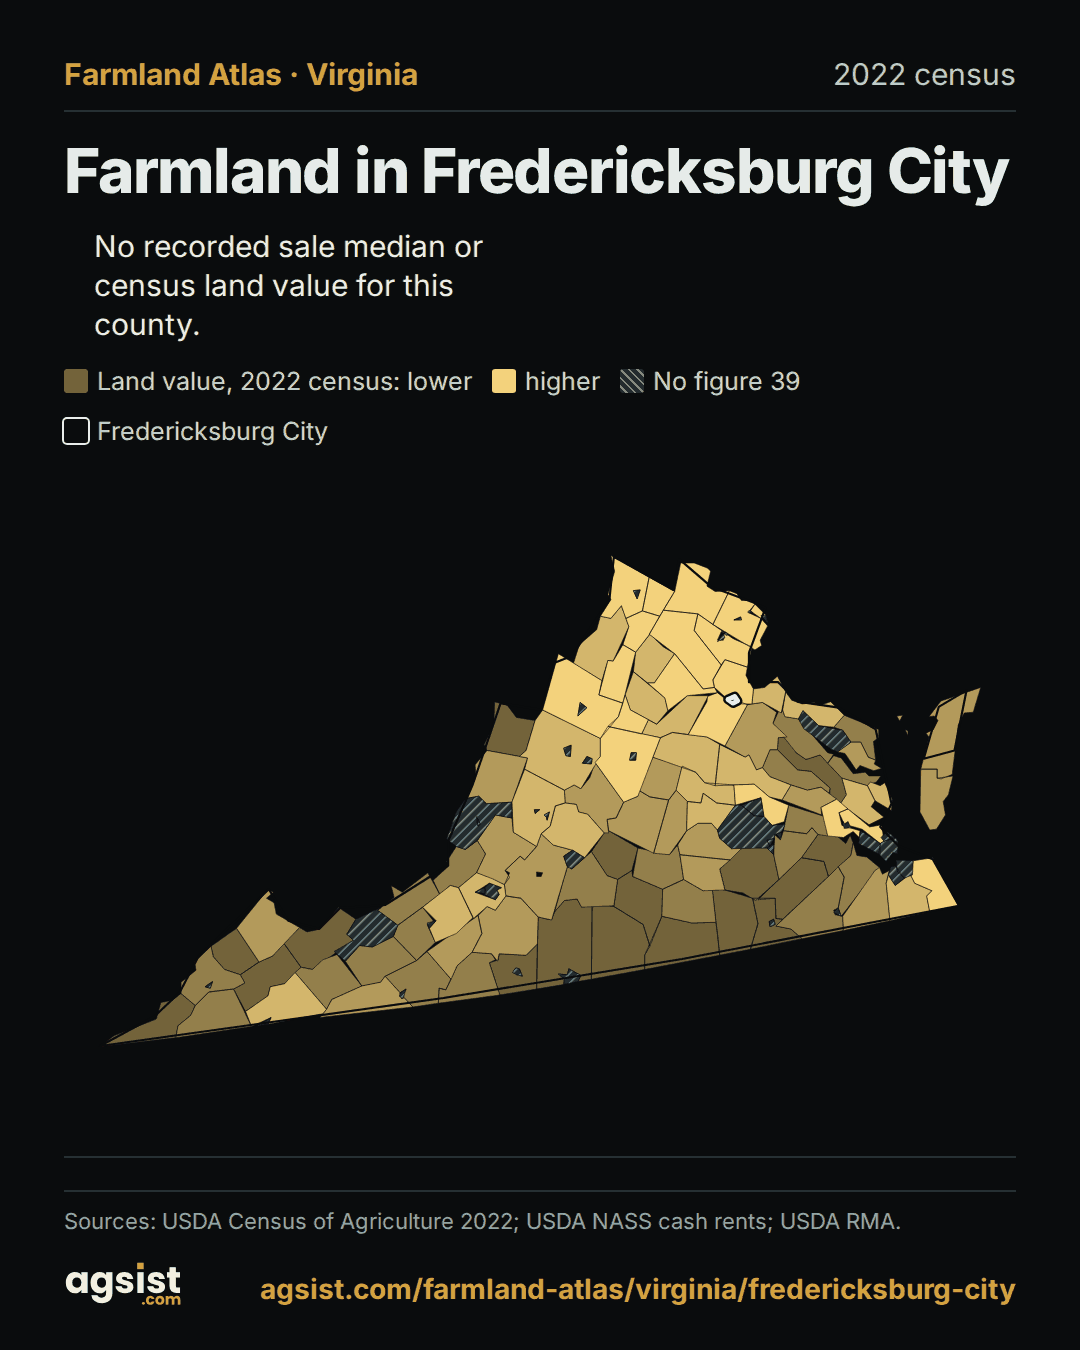 Farmland Atlas · Virginia
2022 census
Farmland in Fredericksburg City
No recorded sale median or
census land value for this
county.
Land value, 2022 census: lower higher No figure 39
Fredericksburg City
Sources: USDA Census of Agriculture 2022; USDA NASS cash rents; USDA RMA.
agsist
.com
agsist.com/farmland-atlas/virginia/fredericksburg-city